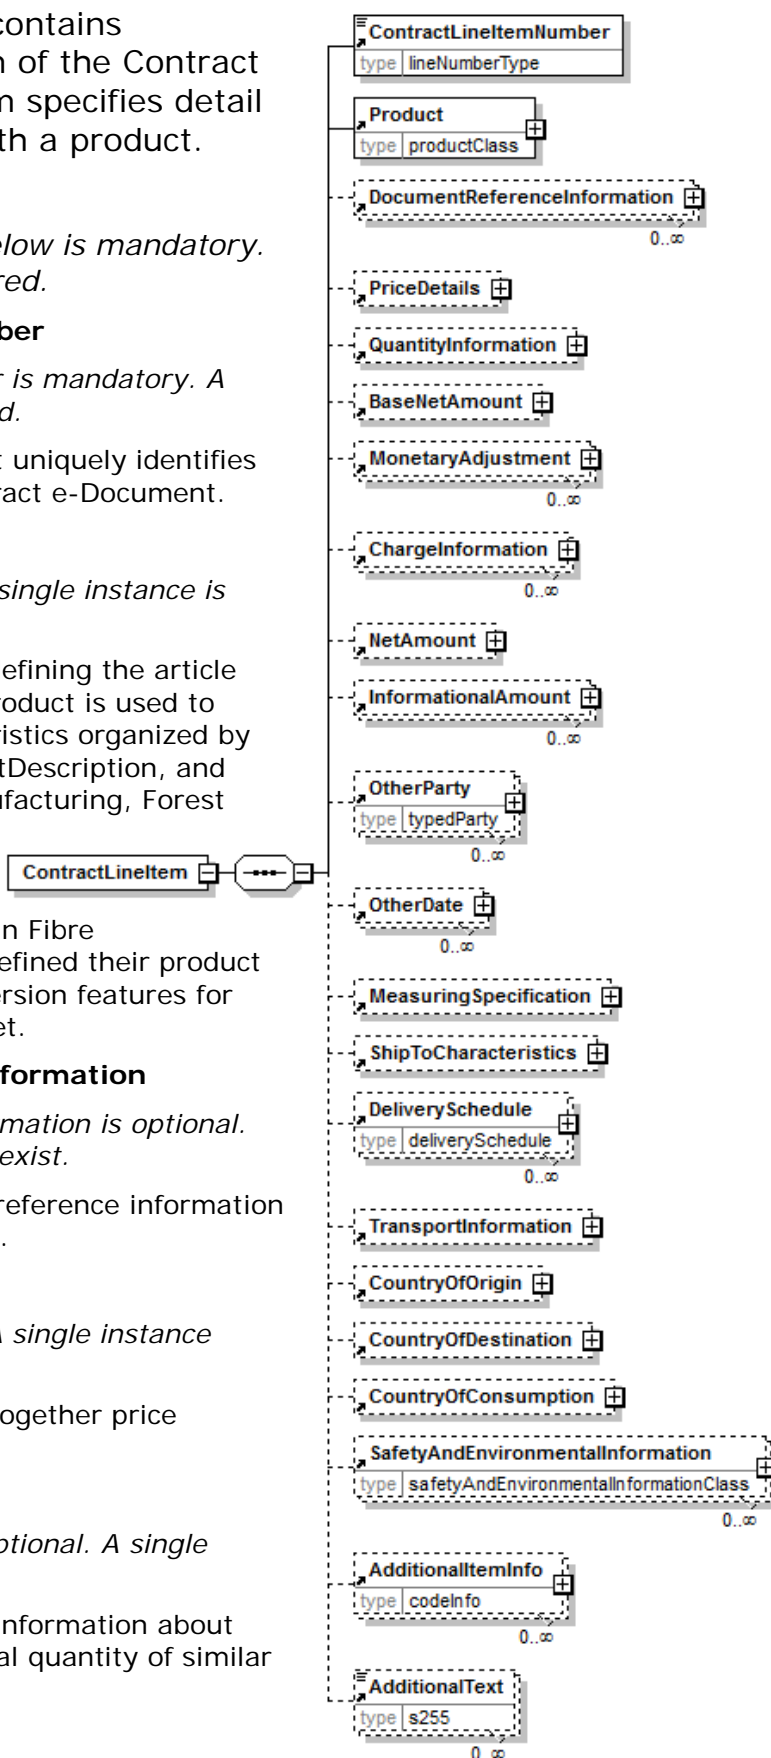 contains
n of the Contract
m specifies detail
th a product.
elow is mandatory.
red.
ber
r is mandatory. A
d.
t uniquely identifies
ract e-Document.
single instance is
efining the article
roduct is used to
ristics organized by
tDescription, and
ufacturing, Forest
n Fibre
efined their product
ersion features for
et.
nformation
mation is optional.
exist.
reference information
.
A single instance
ogether price
ptional. A single
nformation about
al quantity of similar
ContractLineItem
ContractLineItemNumber
type lineNumberType
Product
type productClass
DocumentReferenceInformation
0..∞
PriceDetails
QuantityInformation
BaseNetAmount
MonetaryAdjustment
0..∞
ChargeInformation
0..∞
NetAmount
InformationalAmount
0..∞
OtherParty
type typedParty
0..∞
OtherDate
0..∞
MeasuringSpecification
ShipToCharacteristics
DeliverySchedule
type deliverySchedule
0..∞
TransportInformation
CountryOfOrigin
CountryOfDestination
CountryOfConsumption
SafetyAndEnvironmentalInformation
type safetyAndEnvironmentalInformationClass
0..∞
AdditionalItemInfo
type codeInfo
0..∞
AdditionalText
type s255
0..∞